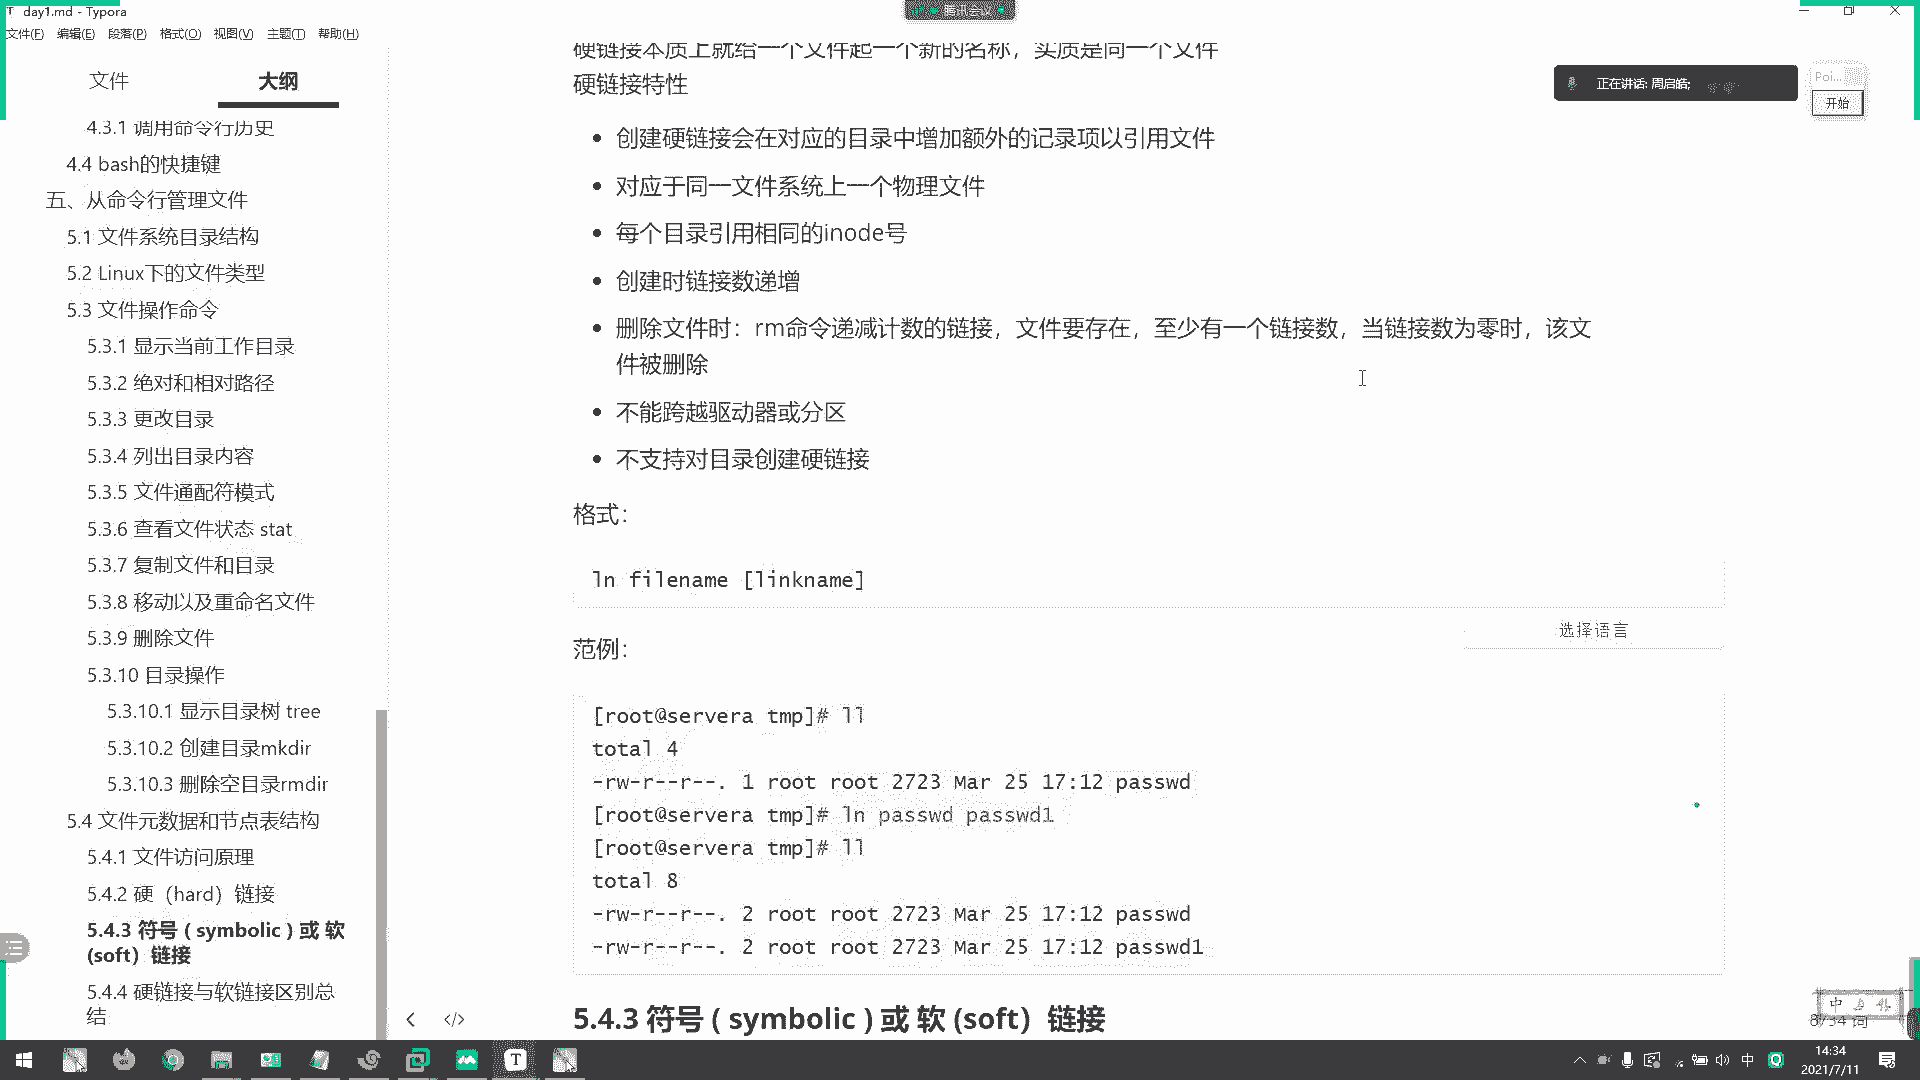 day1.md - Typora
腾讯会议
文件(F) 编辑(E) 段落(P) 格式(O) 视图(V) 主题(T) 帮助(H)
文件 大纲
4.3.1 调用命令行历史
4.4 bash的快捷键
五、从命令行管理文件
5.1 文件系统目录结构
5.2 Linux下的文件类型
5.3 文件操作命令
5.3.1 显示当前工作目录
5.3.2 绝对和相对路径
5.3.3 更改目录
5.3.4 列出目录内容
5.3.5 文件通配符模式
5.3.6 查看文件状态 stat
5.3.7 复制文件和目录
5.3.8 移动以及重命名文件
5.3.9 删除文件
5.3.10 目录操作
5.3.10.1 显示目录树 tree
5.3.10.2 创建目录mkdir
5.3.10.3 删除空目录rmdir
5.4 文件元数据和节点表结构
5.4.1 文件访问原理
5.4.2 硬（hard）链接
5.4.3 符号 ( symbolic ) 或 软
(soft）链接
5.4.4 硬链接与软链接区别总
结
硬链接本质上就给一个文件起一个新的名称，实质是同一个文件
硬链接特性
创建硬链接会在对应的目录中增加额外的记录项以引用文件
对应于同一文件系统上一个物理文件
每个目录引用相同的inode号
创建时链接数递增
删除文件时：rm命令递减计数的链接，文件要存在，至少有一个链接数，当链接数为零时，该文
件被删除
不能跨越驱动器或分区
不支持对目录创建硬链接
格式：
ln filename [linkname]
选择语言
范例：
[root@servera tmp]# ll
total 4
-rw-r--r--. 1 root root 2723 Mar 25 17:12 passwd
[root@servera tmp]# ln passwd passwd1
[root@servera tmp]# ll
total 8
-rw-r--r--. 2 root root 2723 Mar 25 17:12 passwd
-rw-r--r--. 2 root root 2723 Mar 25 17:12 passwd1
5.4.3 符号 ( symbolic ) 或 软 (soft）链接
正在讲话: 周启皓;
Poi...
开始
中
中
14:34
2021/7/11